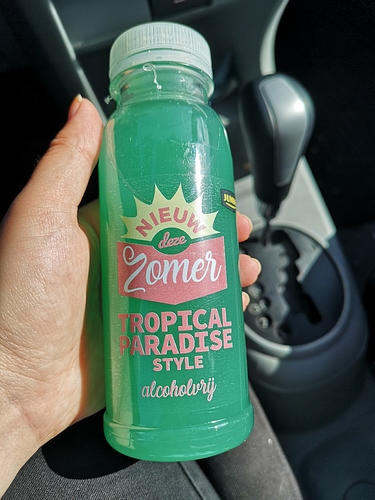 NIEUW
deze
Zomer
TROPICAL
PARADISE
STYLE
alcoholvrij